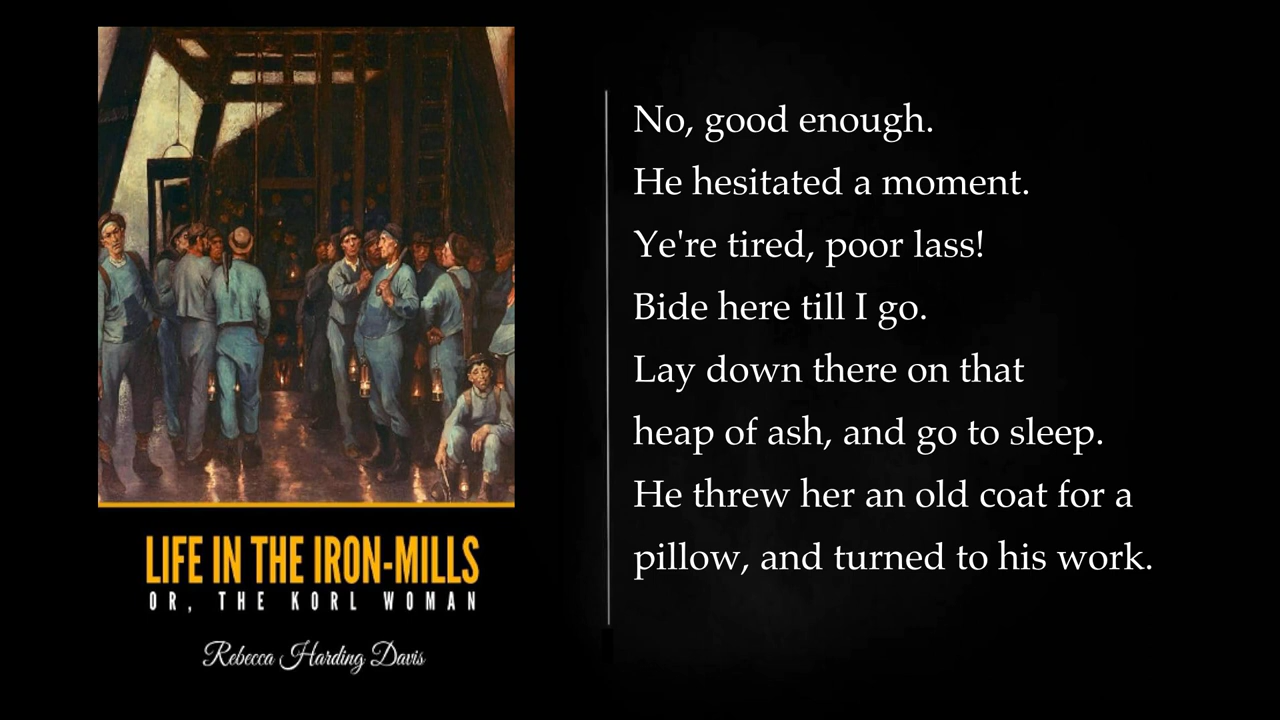 LIFE IN THE IRON-MILLS
OR, THE KORL WOMAN
Rebecca Harding Davis
No, good enough.
He hesitated a moment.
Ye're tired, poor lass!
Bide here till I go.
Lay down there on that
heap of ash, and go to sleep.
He threw her an old coat for a
pillow, and turned to his work.